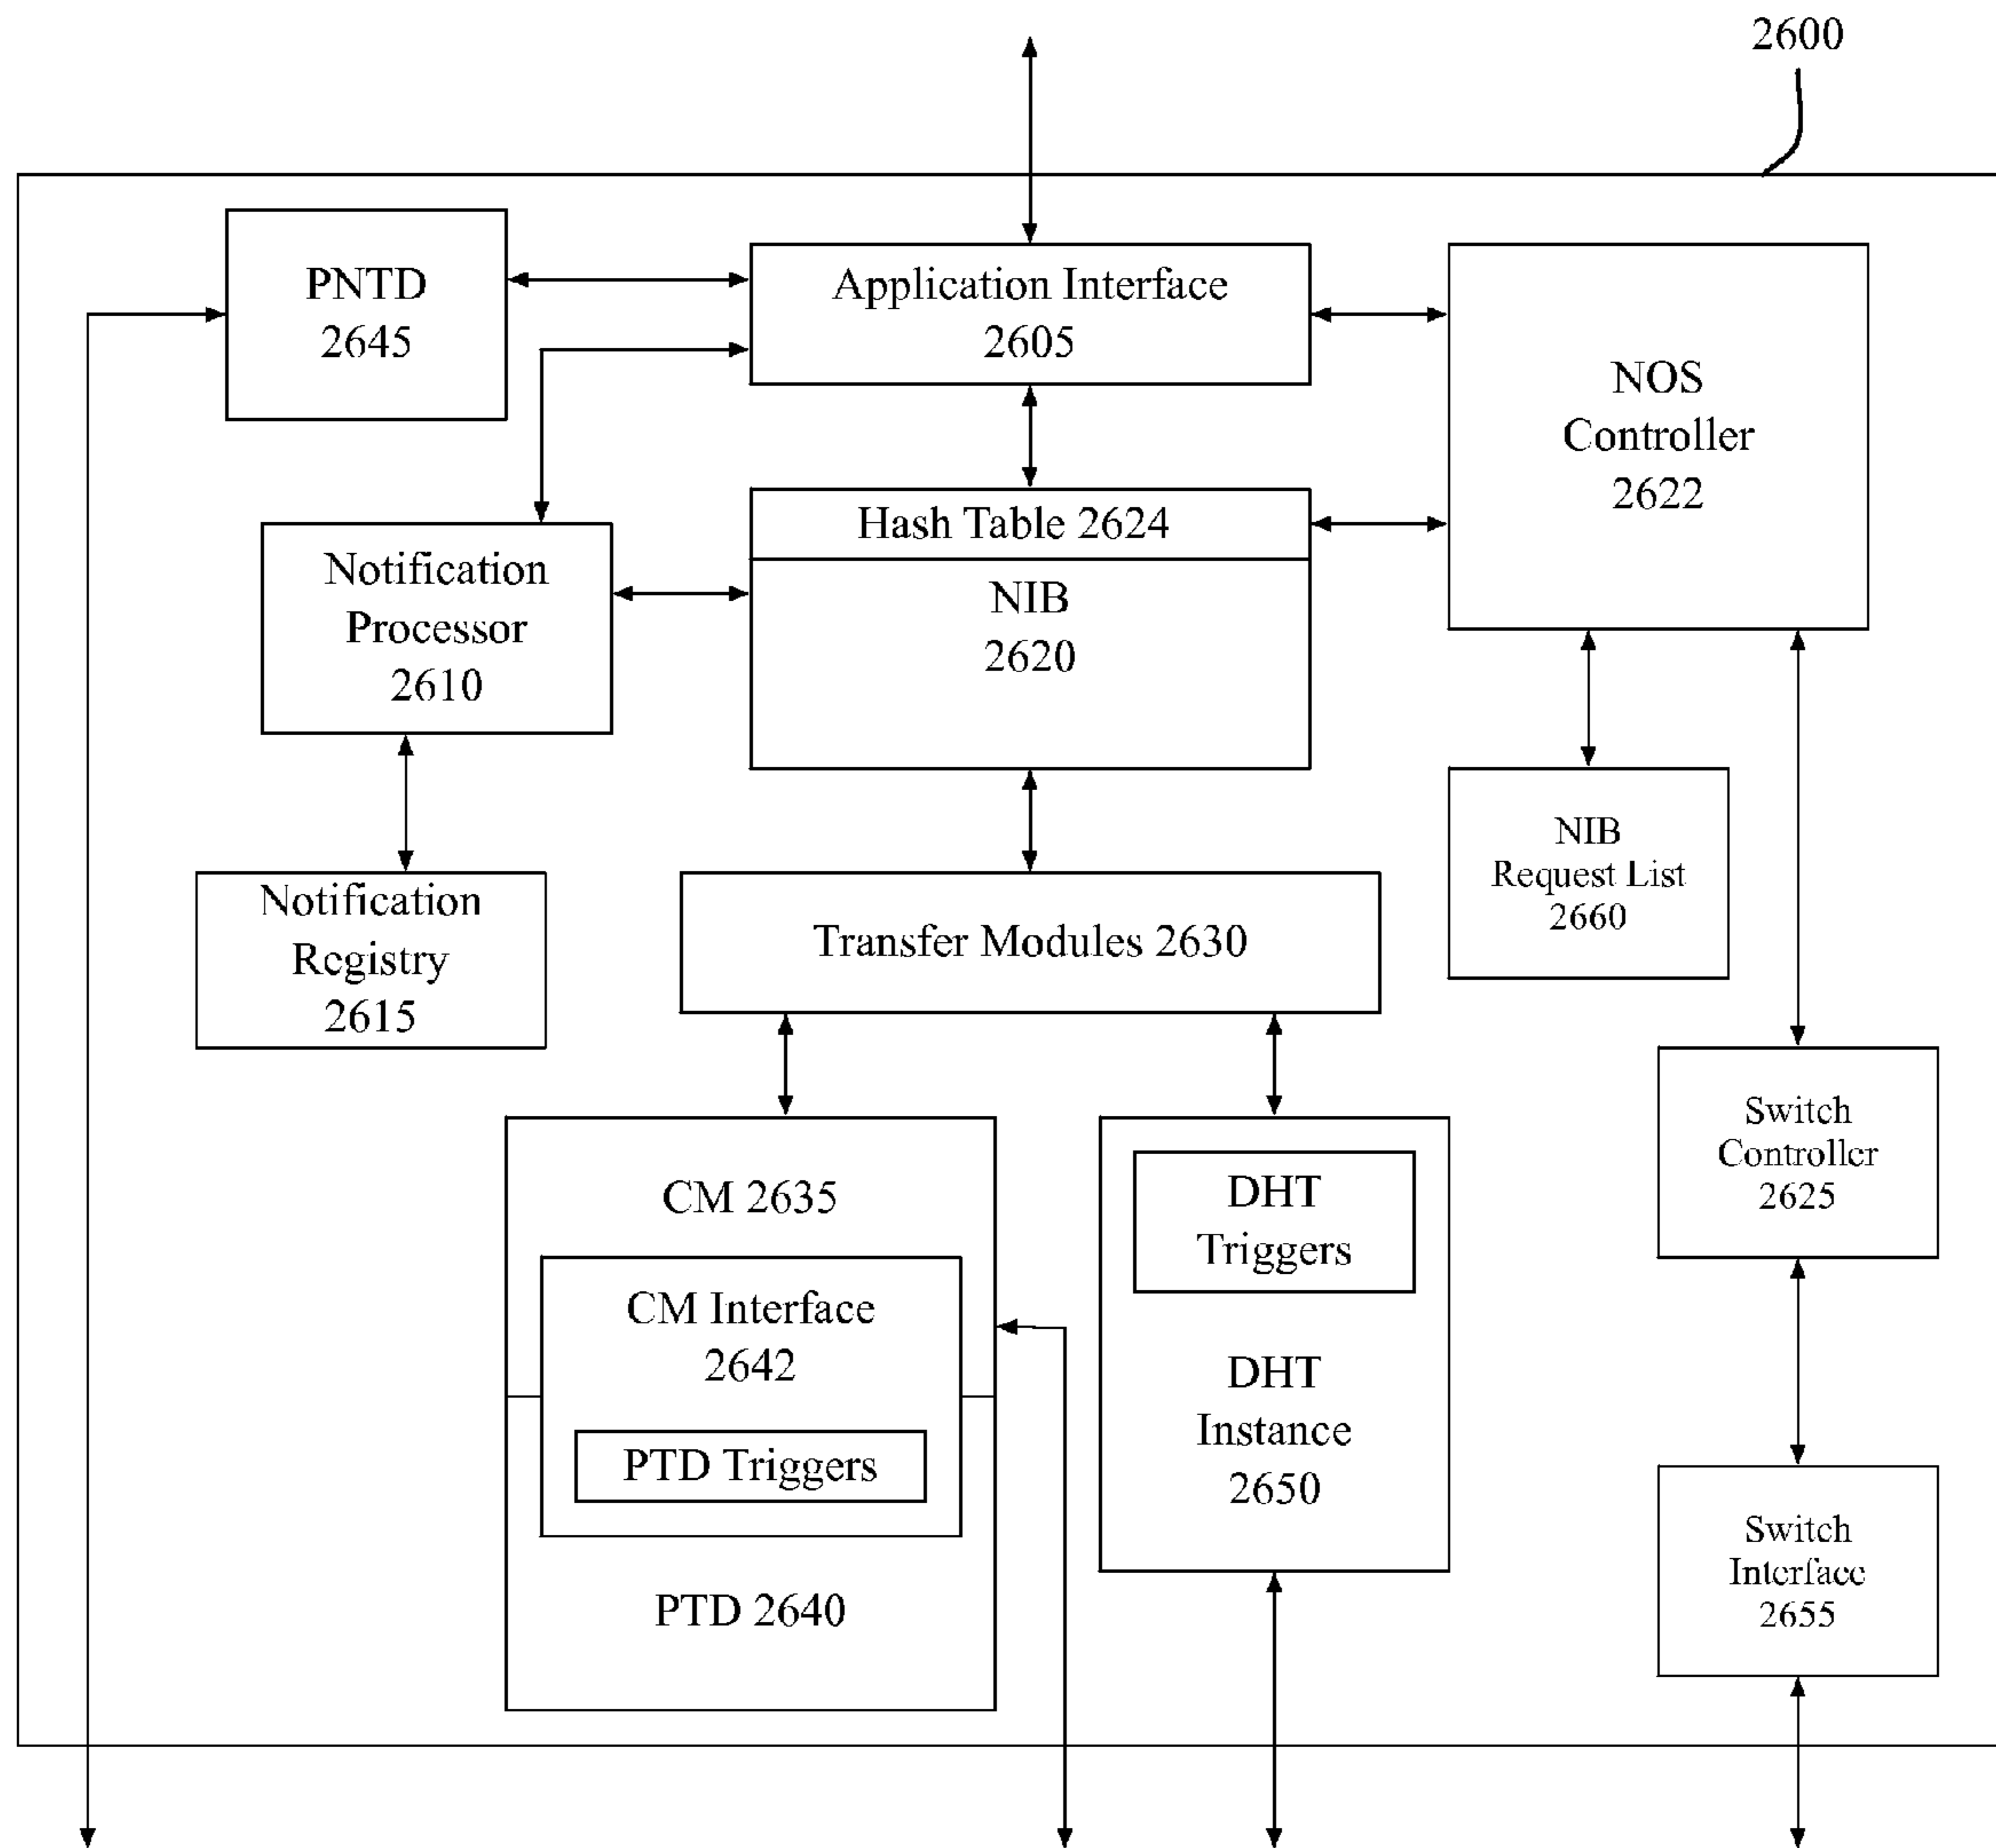 2600
PNTD
2645
Application Interface
2605
NOS
Controller
2622
Hash Table 2624
NIB
2620
Notification
Processor
2610
NIB
Request List
2660
Notification
Registry
2615
Transfer Modules 2630
Switch
Controller
2625
CM 2635
CM Interface
2642
PTD Triggers
PTD 2640
DHT
Triggers
DHT
Instance
2650
Switch
Interface
2655